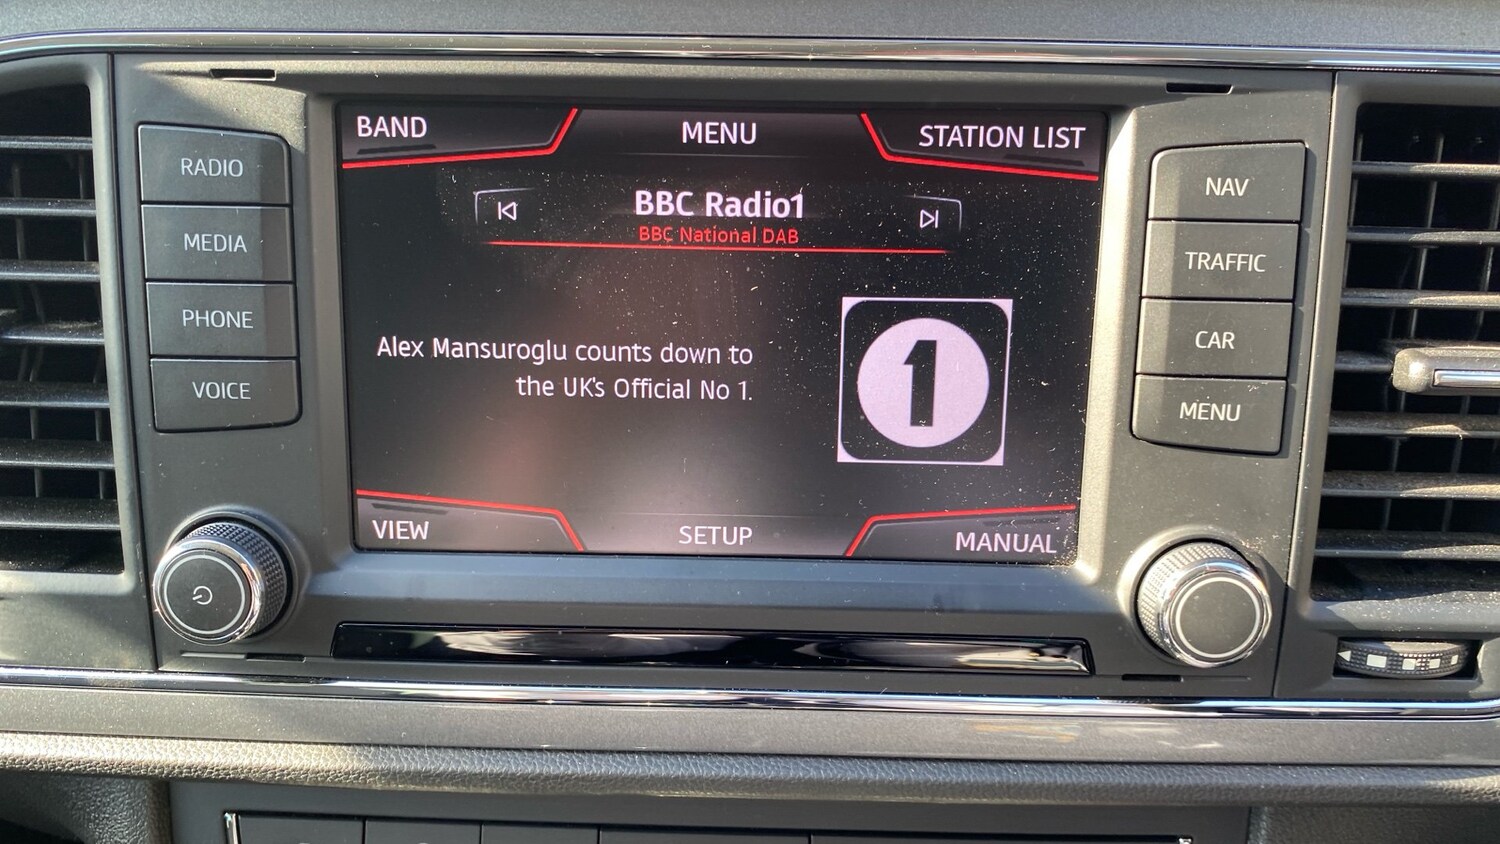 BAND
MENU
STATION LIST
RADIO
MEDIA
PHONE
VOICE
BBC Radio1
BBC National DAB
Alex Mansuroglu counts down to
the UK's Official No 1.
1
VIEW
SETUP
MANUAL
NAV
TRAFFIC
CAR
MENU